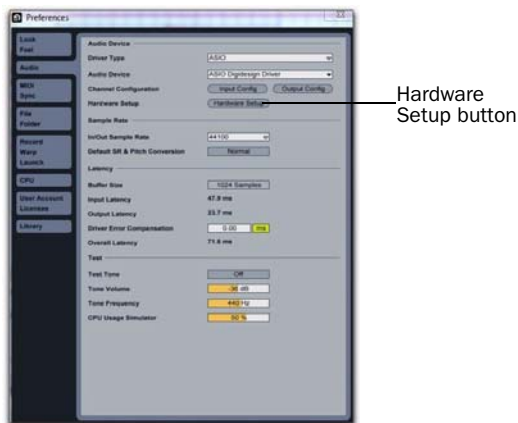 Preferences
Look
Feel
Audio
MIDI
Sync
File
Folder
Record
Warp
Launch
CPU
User Account
Licenses
Library
Audio Device
Driver Type ASIO
Audio Device ASIO Digidesign Driver
Channel Configuration Input Config Output Config
Hardware Setup Hardware Setup
Sample Rate
In/Out Sample Rate 44100
Default SR & Pitch Conversion Normal
Latency
Buffer Size 1024 Samples
Input Latency 47.9 ms
Output Latency 23.7 ms
Driver Error Compensation 0.00 ms
Overall Latency 71.6 ms
Test
Test Tone Off
Tone Volume -36 dB
Tone Frequency 440 Hz
CPU Usage Simulator 50 %
Hardware
Setup button